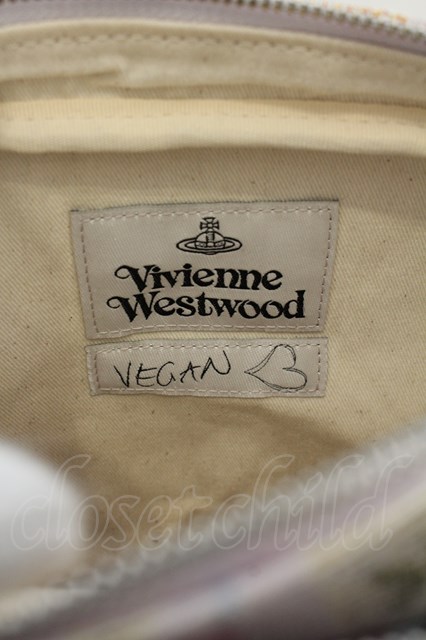 Vivienne
Westwood
VEGAN
closet child